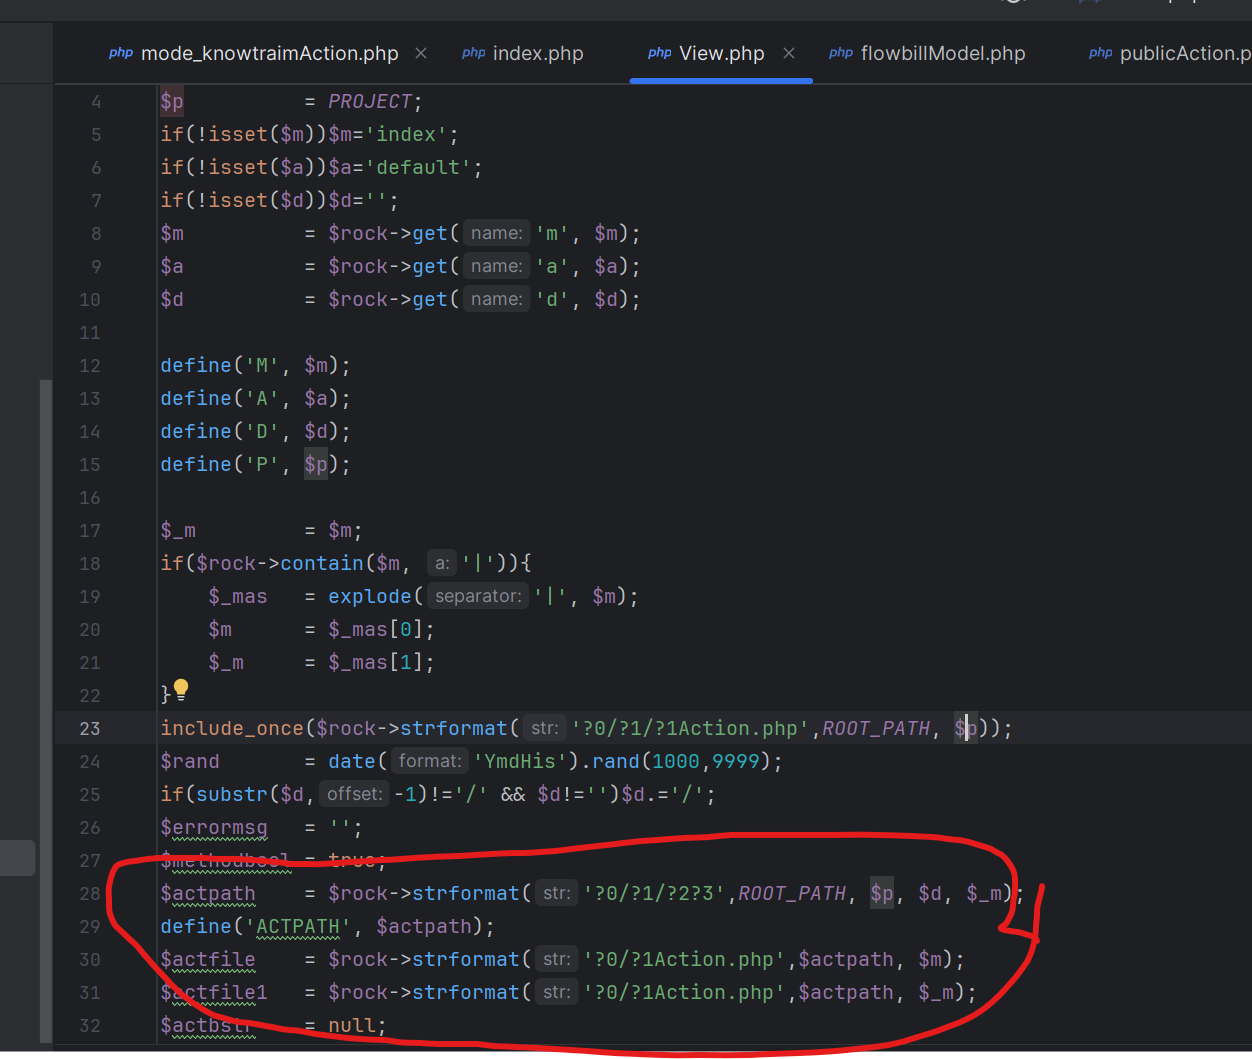 php mode_knowtraimAction.php × php index.php php View.php × php flowbillModel.php php publicAction.p
4 $p = PROJECT;
5 if(!isset($m))$m='index';
6 if(!isset($a))$a='default';
7 if(!isset($d))$d='';
8 $m = $rock->get( name: 'm', $m);
9 $a = $rock->get( name: 'a', $a);
10 $d = $rock->get( name: 'd', $d);
11
12 define('M', $m);
13 define('A', $a);
14 define('D', $d);
15 define('P', $p);
16
17 $_m = $m;
18 if($rock->contain($m, a: '|')){
19 $_mas = explode( separator: '|', $m);
20 $m = $_mas[0];
21 $_m = $_mas[1];
22 }
23 include_once($rock->strformat( str: '?0/?1/?1Action.php',ROOT_PATH, $p));
24 $rand = date( format: 'YmdHis').rand(1000,9999);
25 if(substr($d, offset: -1)!='/' && $d!='')$d.='/';
26 $errormsg = '';
27 $methodbool = true;
28 $actpath = $rock->strformat( str: '?0/?1/?2?3',ROOT_PATH, $p, $d, $_m);
29 define('ACTPATH', $actpath);
30 $actfile = $rock->strformat( str: '?0/?1Action.php',$actpath, $m);
31 $actfile1 = $rock->strformat( str: '?0/?1Action.php',$actpath, $_m);
32 $actbstr = null;